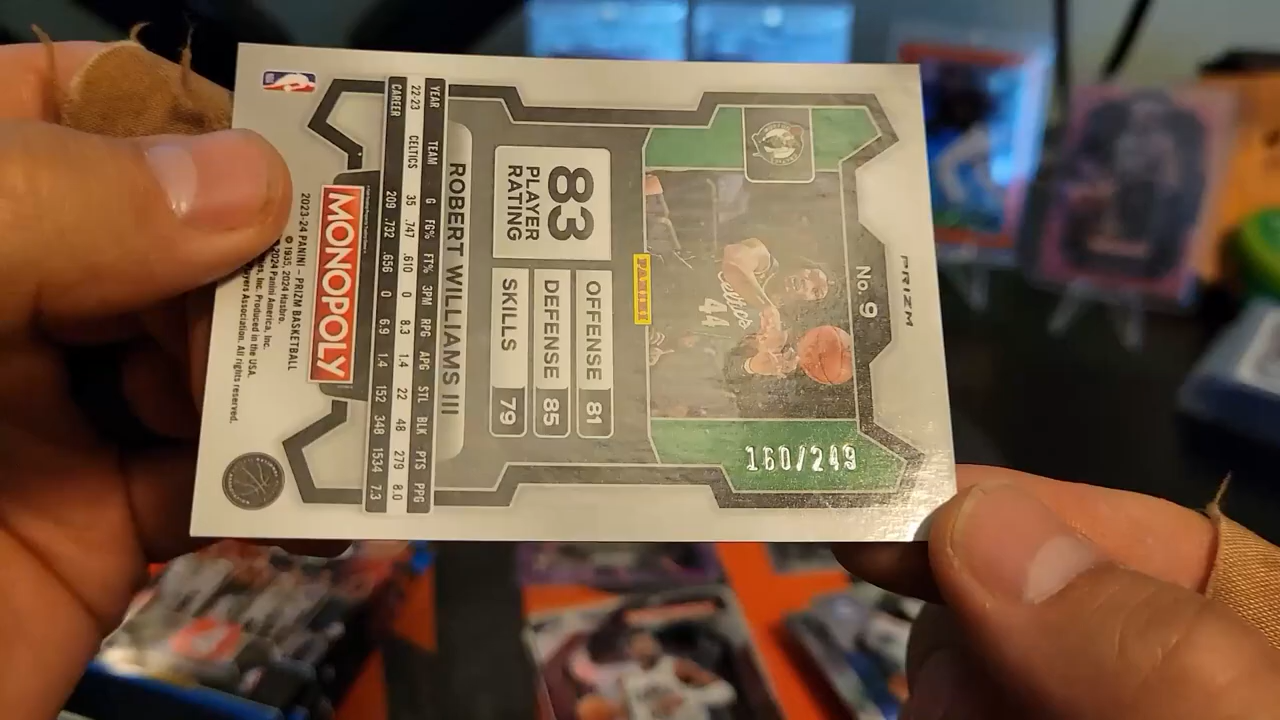 PRIZM
No. 9
Celtics
44
160/249
PANINI
83
PLAYER
RATING
OFFENSE 81
DEFENSE 85
SKILLS 79
ROBERT WILLIAMS III
YEAR TEAM G FG% FT% 3PM RPG APG STL BLK PTS PPG
22-23 CELTICS 35 .747 .610 0 8.3 1.4 22 48 279 8.0
CAREER 209 .732 .656 0 6.9 1.4 152 348 1534 7.3
MONOPOLY
2023-24 PANINI – PRIZM BASKETBALL
© 1935, 2024 Hasbro.
2024 Panini America, Inc.
Inc. Produced in the USA.
Players Association. All rights reserved.